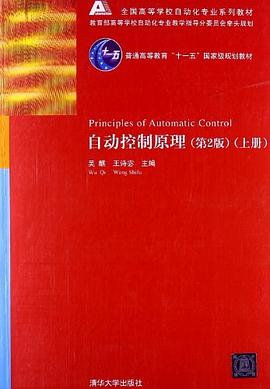 全国高等学校自动化专业系列教材
教育部高等学校自动化专业教学指导分委员会牵头规划
普通高等教育“十一五”国家级规划教材
Principles of Automatic Control
自动控制原理(第2版)(上册)
吴麒 王诗宓 主编
Wu Qi Wang Shifu
清华大学出版社